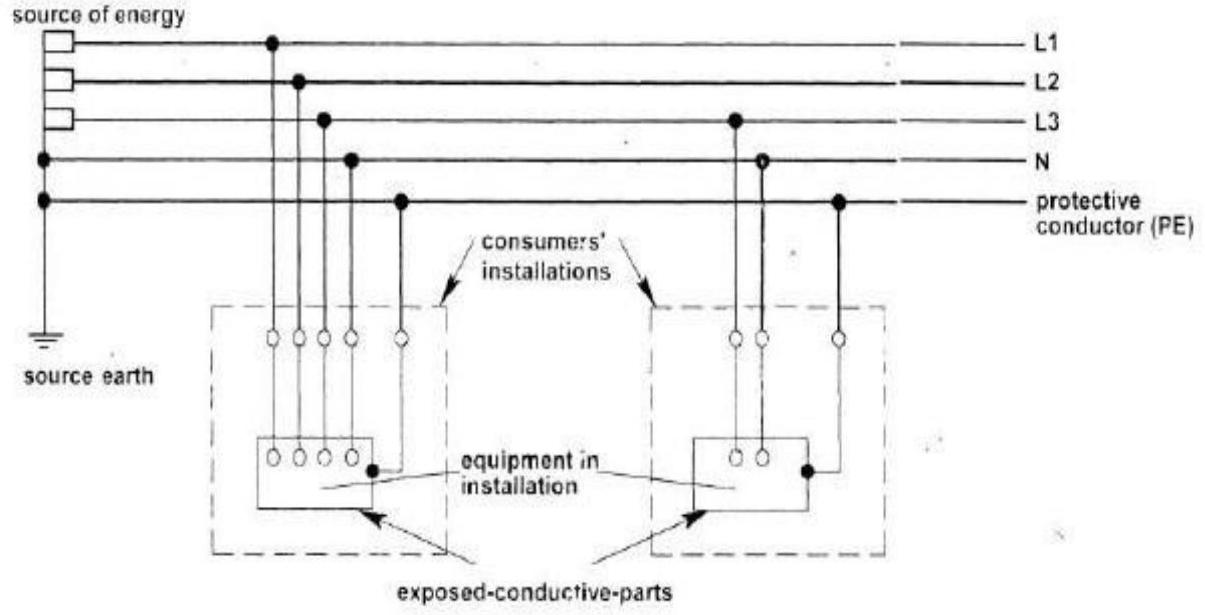 source of energy
L1
L2
L3
N
protective
conductor (PE)
consumers'
installations
source earth
equipment in
installation
exposed-conductive-parts